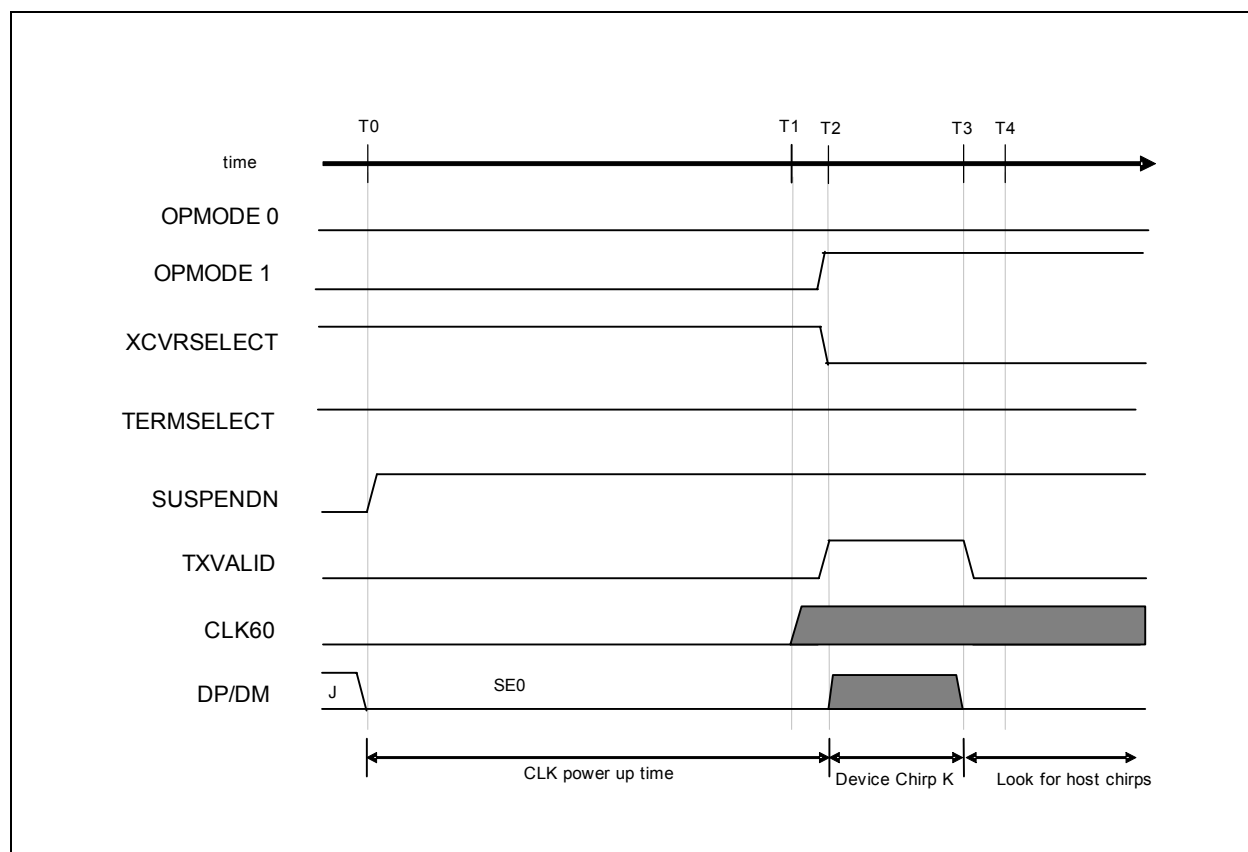 T0
T1
T2
T3
T4
time
OPMODE 0
OPMODE 1
XCVRSELECT
TERMSELECT
SUSPENDN
TXVALID
CLK60
DP/DM
J
SE0
CLK power up time
Device Chirp K
Look for host chirps